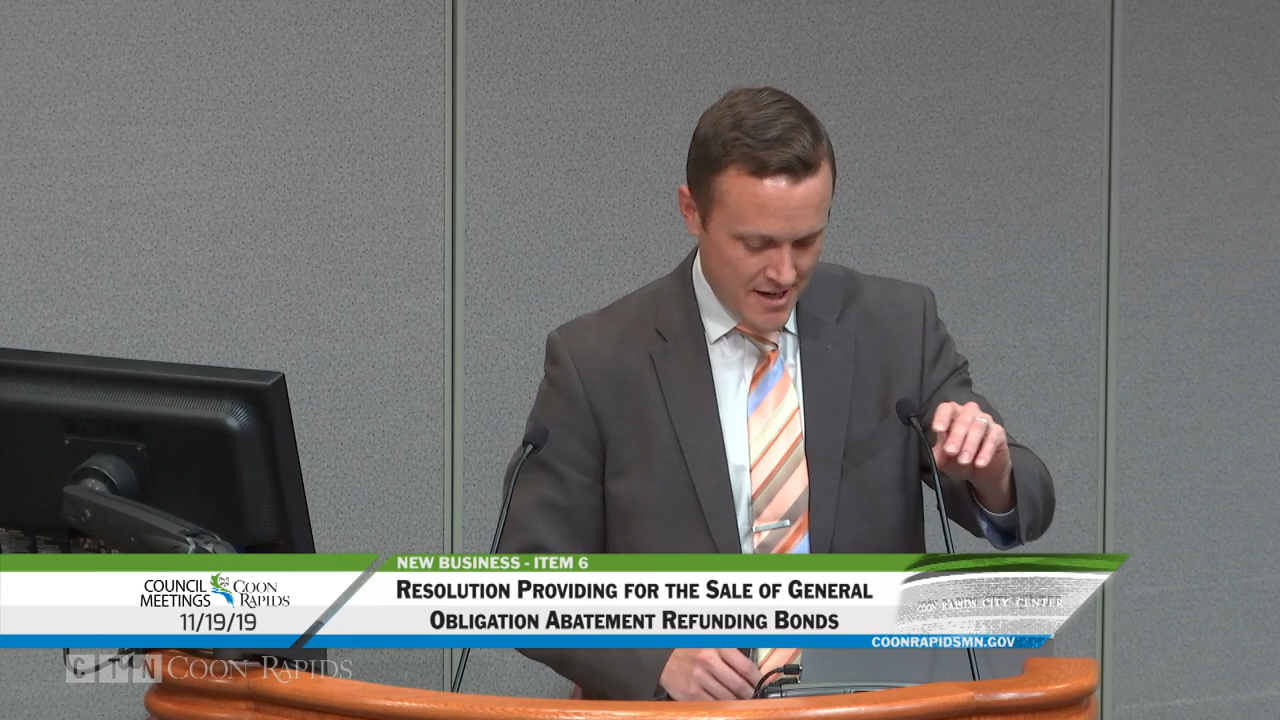 NEW BUSINESS - ITEM 6
RESOLUTION PROVIDING FOR THE SALE OF GENERAL
OBLIGATION ABATEMENT REFUNDING BONDS
COUNCIL MEETINGS
COON RAPIDS
11/19/19
COON RAPIDS CITY CENTER
COONRAPIDSMN.GOV
CTN COON RAPIDS